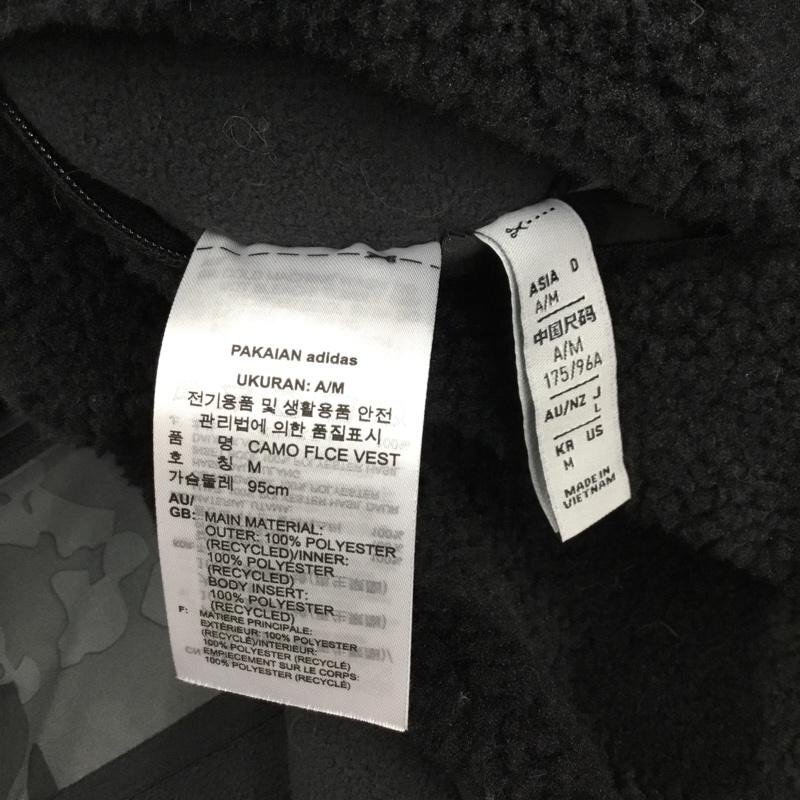 PAKAIAN adidas
UKURAN: A/M
전기용품 및 생활용품 안전
관리법에 의한 품질표시
품 명 CAMO FLCE VEST
호 칭 M
가슴둘레 95cm
AU/
GB: MAIN MATERIAL:
OUTER: 100% POLYESTER
(RECYCLED)/INNER:
100% POLYESTER
(RECYCLED)
BODY INSERT:
100% POLYESTER
(RECYCLED)
F: MATIÈRE PRINCIPALE:
EXTÉRIEUR: 100% POLYESTER
(RECYCLÉ)/INTERIEUR:
100% POLYESTER (RECYCLÉ)
EMPIECEMENT SUR LE CORPS:
100% POLYESTER (RECYCLÉ)
ASIA D
A/M
中国尺码
A/M
175/96A
AU/NZ J
L
KR US
M
MADE IN
VIETNAM